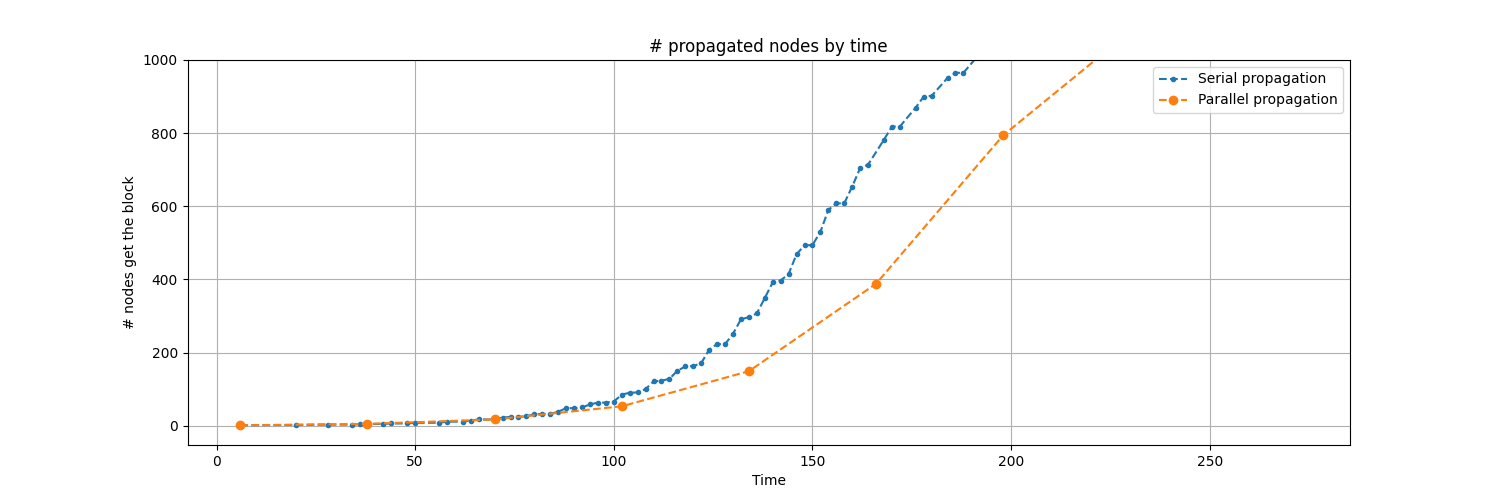 # propagated nodes by time
Serial propagation
Parallel propagation
# nodes get the block
1000
800
600
400
200
0
0 50 100 150 200 250
Time